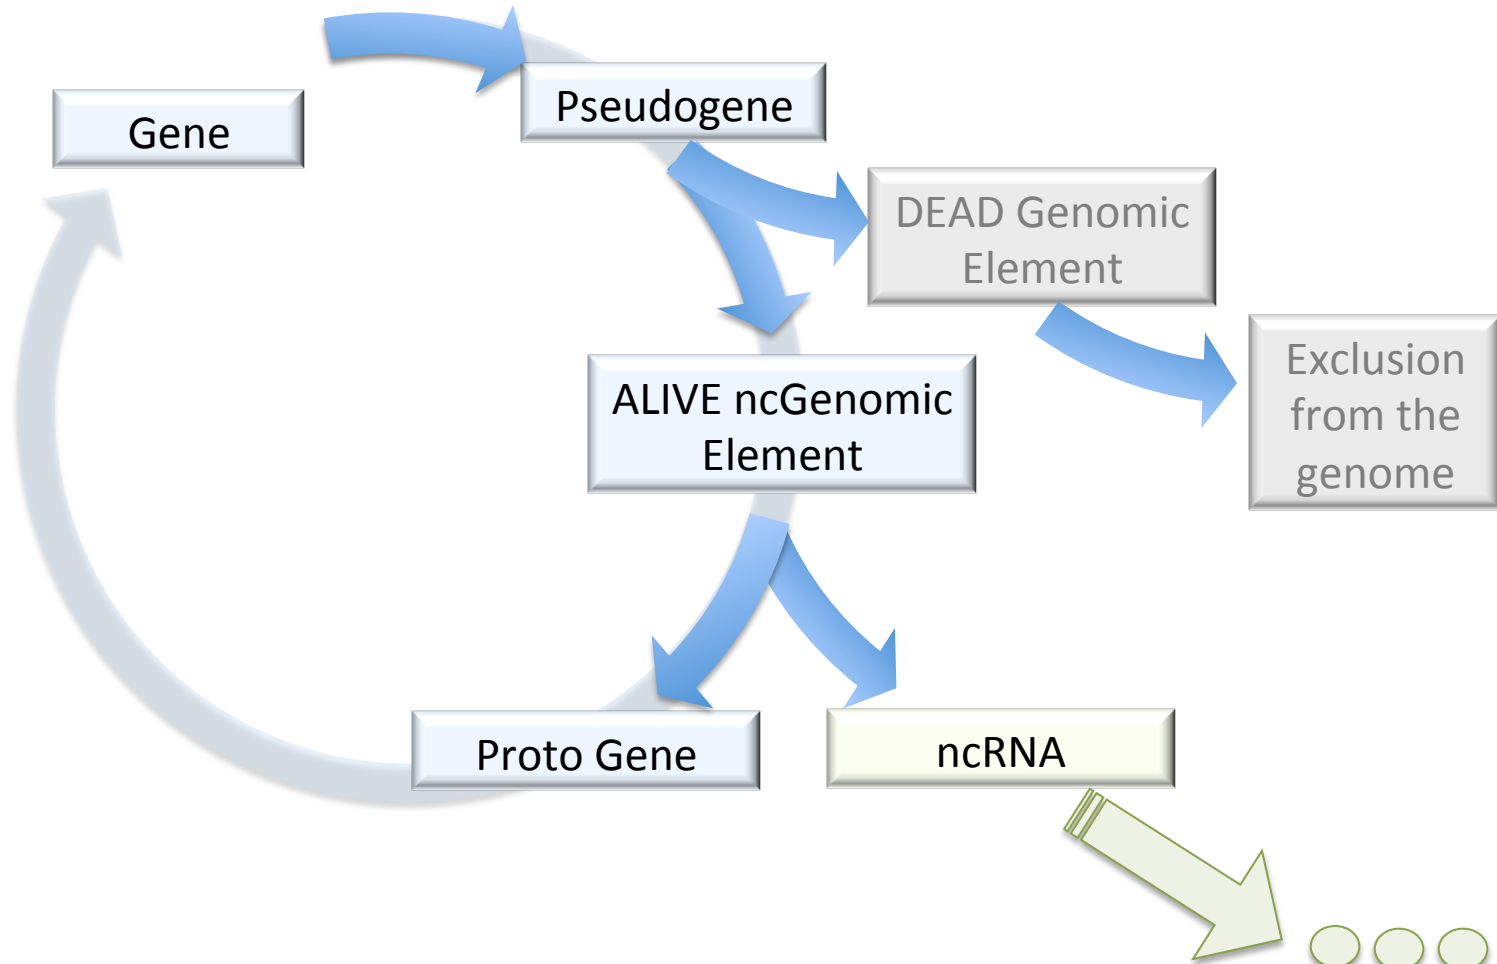 Gene
Pseudogene
DEAD Genomic
Element
Exclusion
from the
genome
ALIVE ncGenomic
Element
Proto Gene
ncRNA